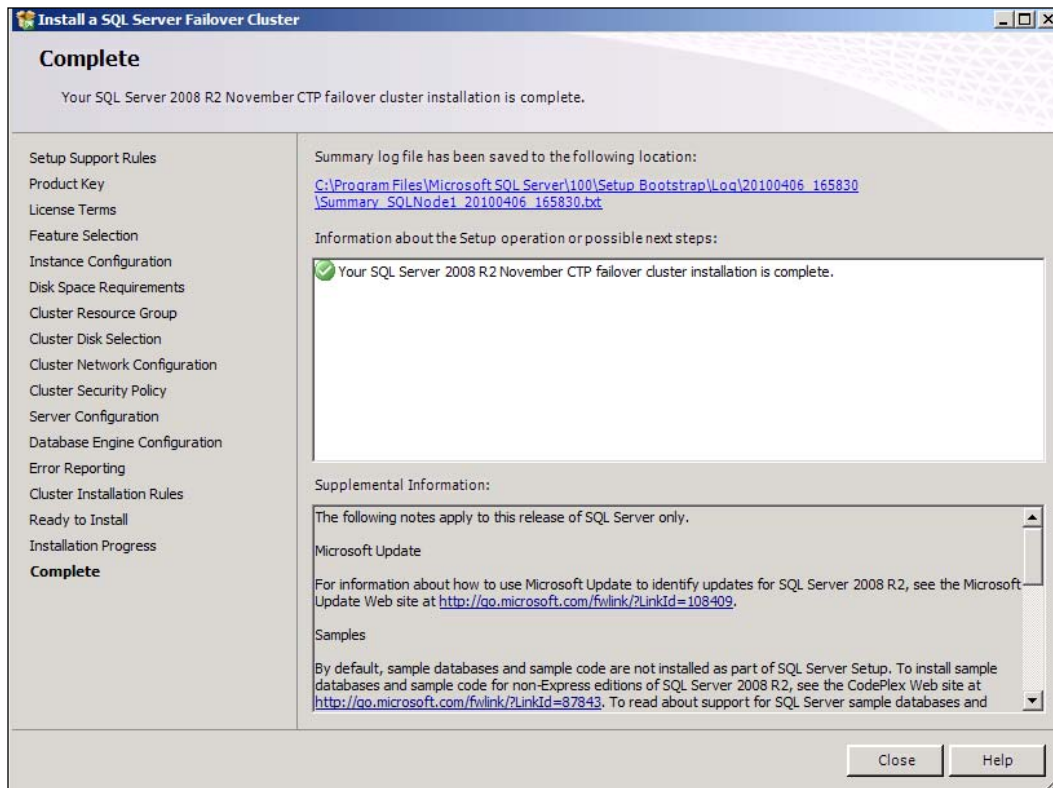 Install a SQL Server Failover Cluster
Complete
Your SQL Server 2008 R2 November CTP failover cluster installation is complete.
Setup Support Rules
Product Key
License Terms
Feature Selection
Instance Configuration
Disk Space Requirements
Cluster Resource Group
Cluster Disk Selection
Cluster Network Configuration
Cluster Security Policy
Server Configuration
Database Engine Configuration
Error Reporting
Cluster Installation Rules
Ready to Install
Installation Progress
Complete
Summary log file has been saved to the following location:
C:\Program Files\Microsoft SQL Server\100\Setup Bootstrap\Log\20100406_165830
\Summary_SQLNode1_20100406_165830.txt
Information about the Setup operation or possible next steps:
Your SQL Server 2008 R2 November CTP failover cluster installation is complete.
Supplemental Information:
The following notes apply to this release of SQL Server only.
Microsoft Update
For information about how to use Microsoft Update to identify updates for SQL Server 2008 R2, see the Microsoft
Update Web site at http://go.microsoft.com/fwlink/?LinkId=108409.
Samples
By default, sample databases and sample code are not installed as part of SQL Server Setup. To install sample
databases and sample code for non-Express editions of SQL Server 2008 R2, see the CodePlex Web site at
http://go.microsoft.com/fwlink/?LinkId=87843. To read about support for SQL Server sample databases and
Close
Help